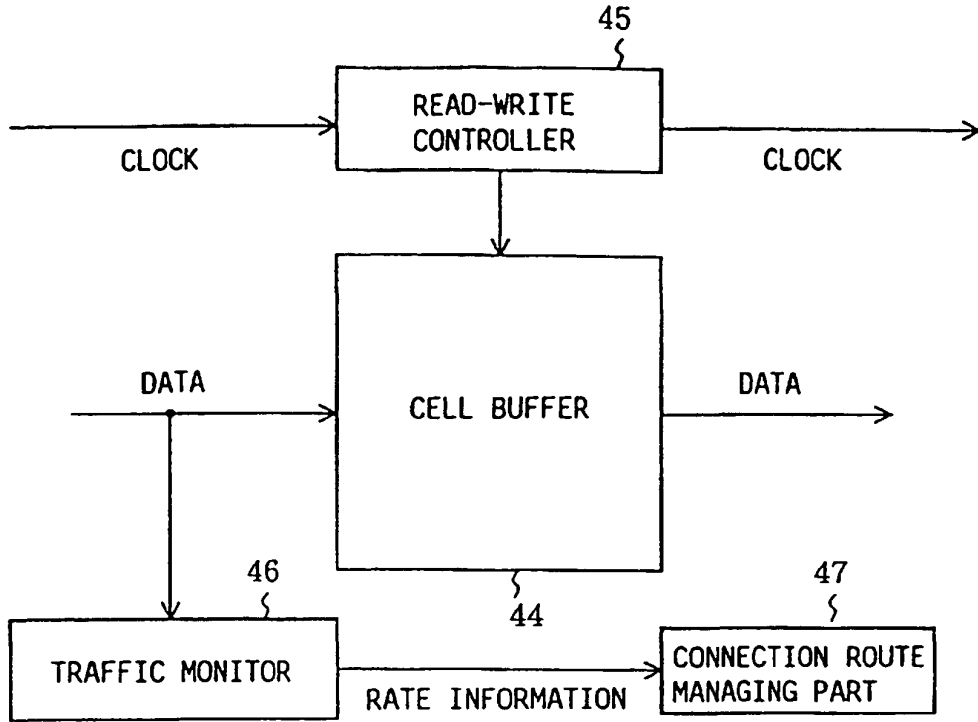 45
READ-WRITE
CONTROLLER
CLOCK
CLOCK
DATA
CELL BUFFER
DATA
46
44
47
TRAFFIC MONITOR
RATE INFORMATION
CONNECTION ROUTE
MANAGING PART